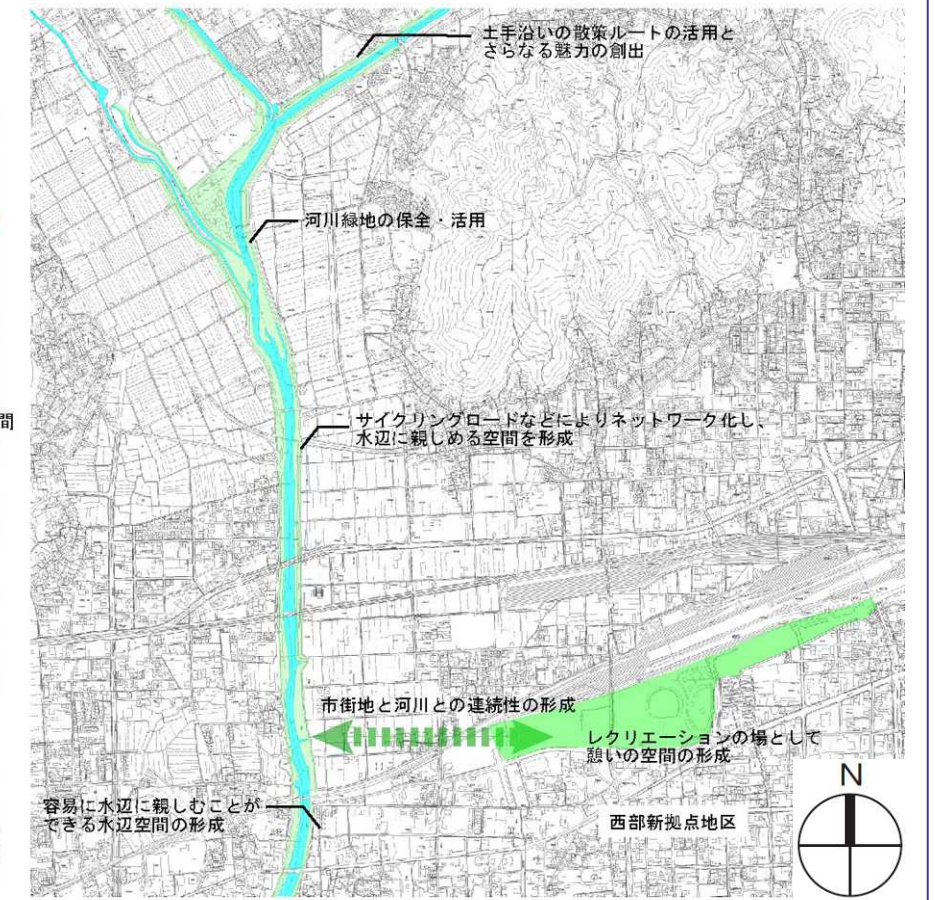 土手沿いの散策ルートの活用と
さらなる魅力の創出
河川緑地の保全・活用
間
サイクリングロードなどによりネットワーク化し、
水辺に親しめる空間を形成
市街地と河川との連続性の形成
レクリエーションの場として
憩いの空間の形成
容易に水辺に親しむことが
できる水辺空間の形成
西部新拠点地区
N